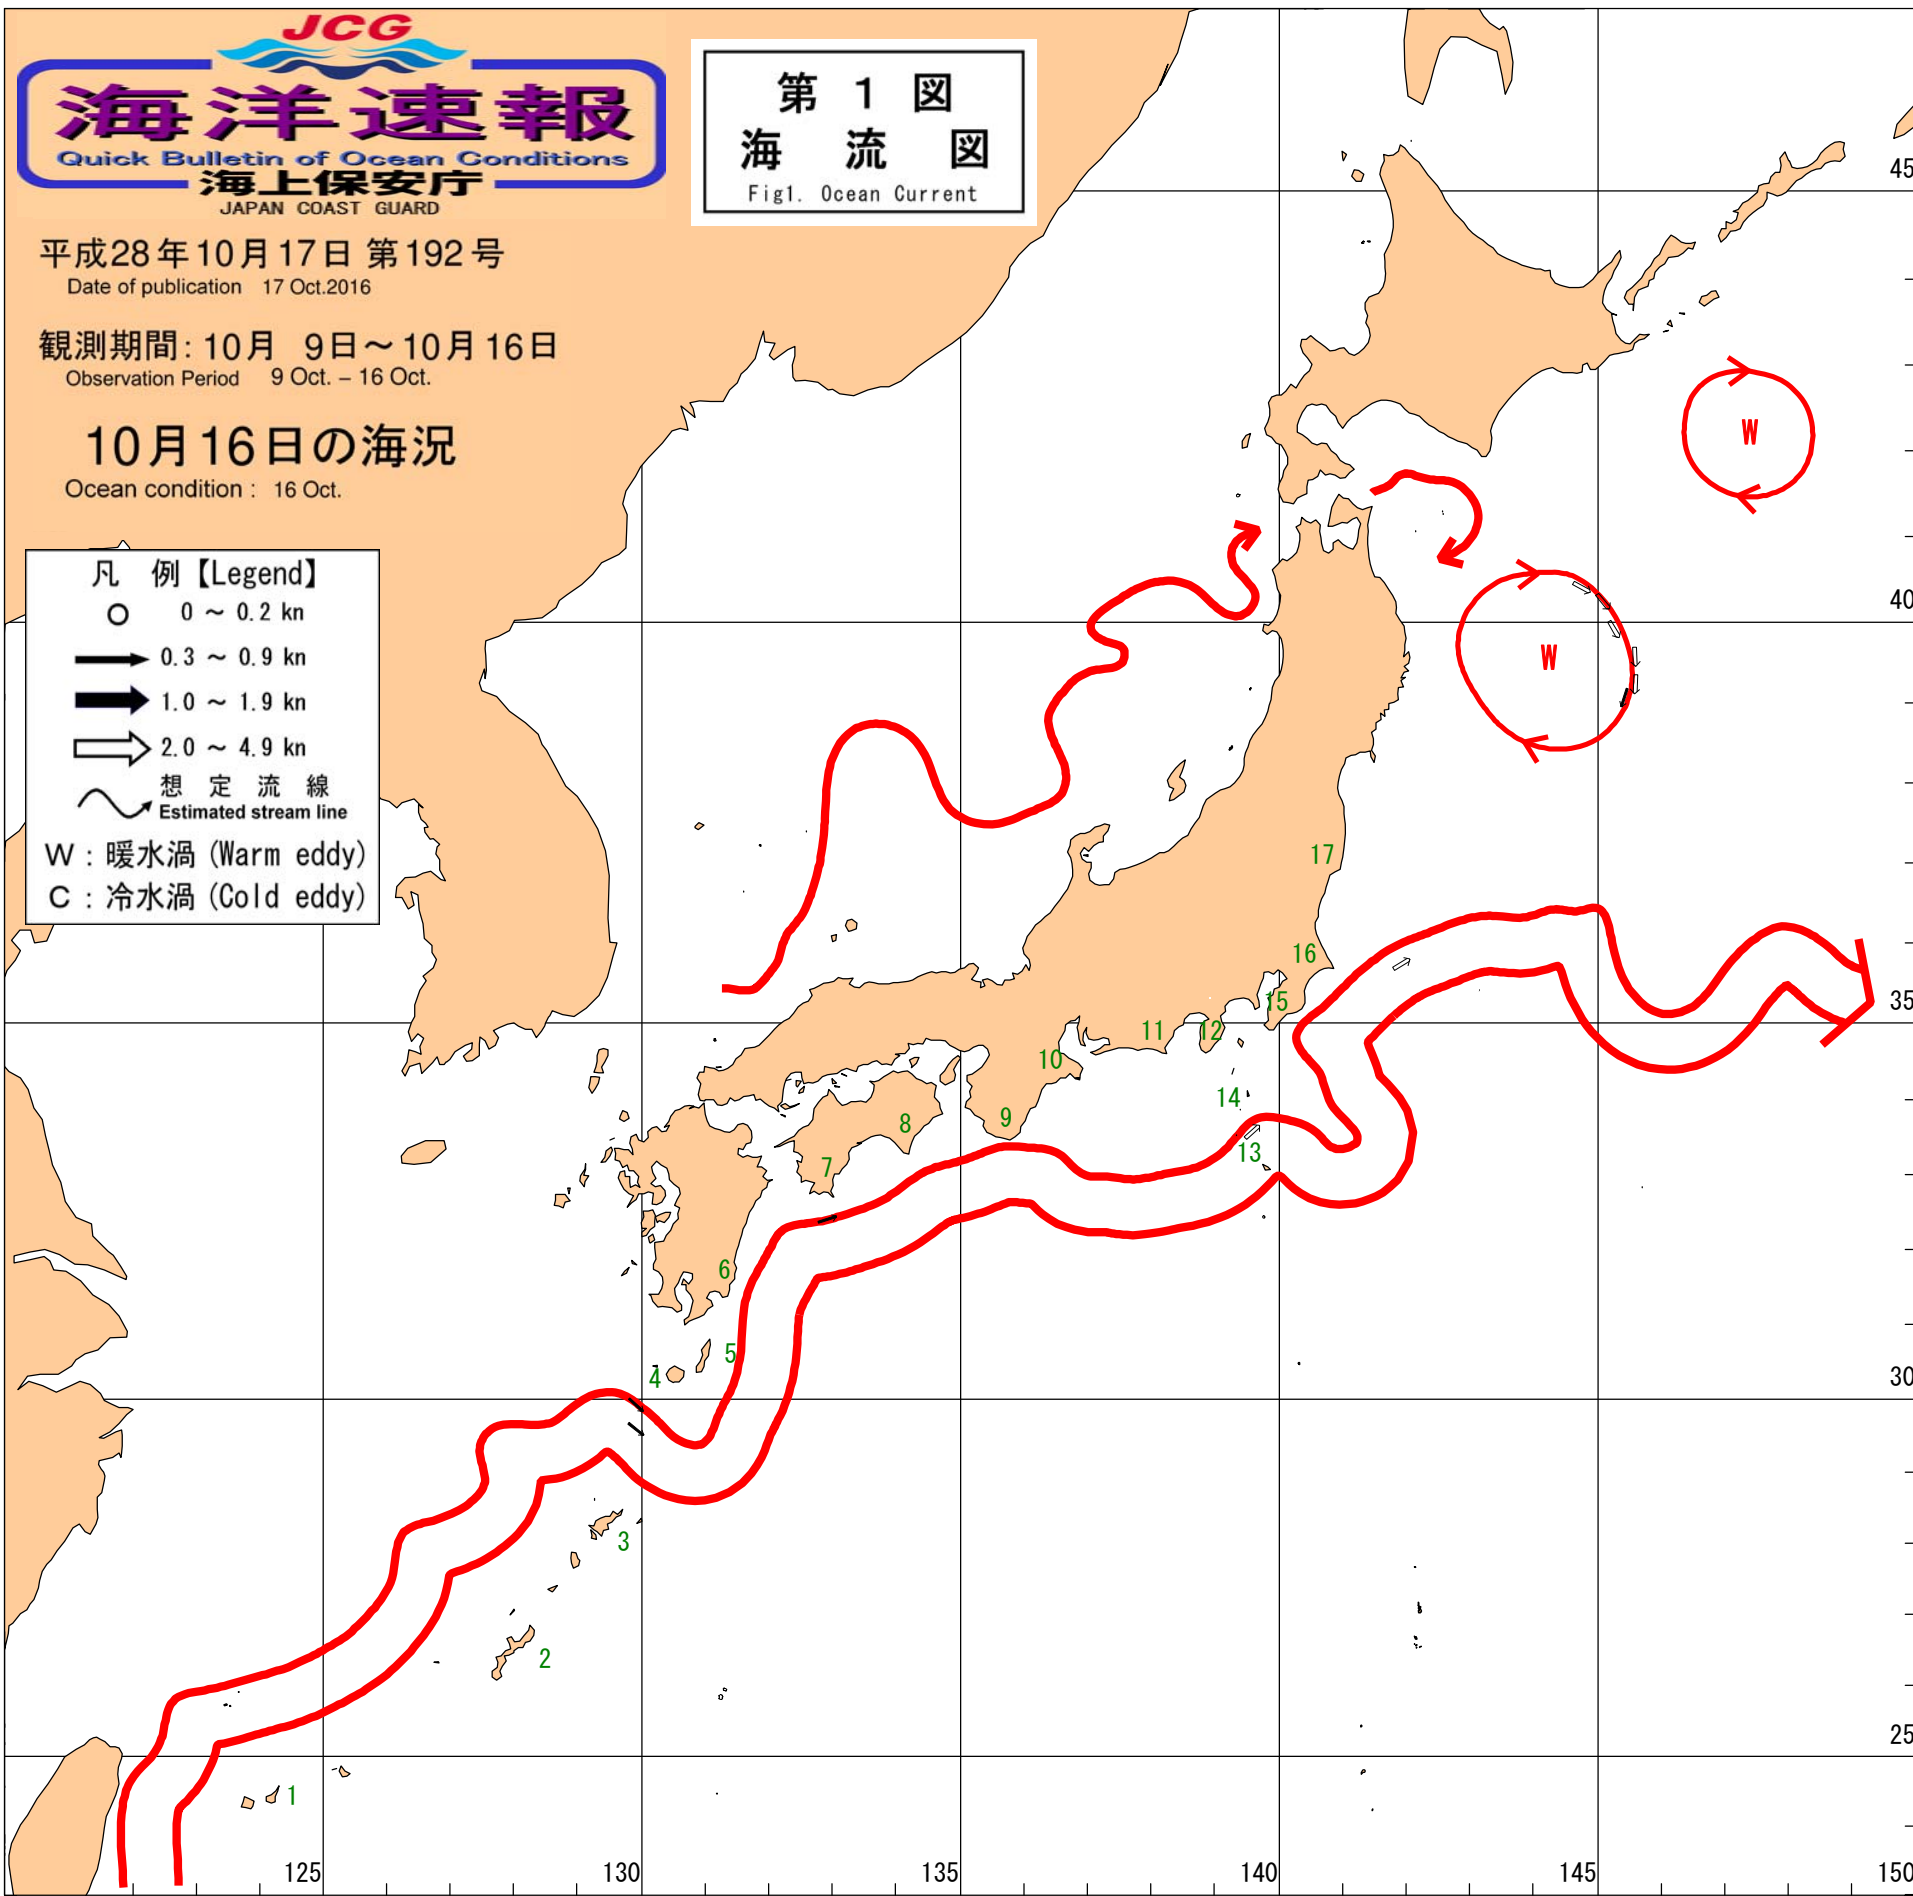 JCG
海洋速報
Quick Bulletin of Ocean Conditions
海上保安庁
JAPAN COAST GUARD
平成28年10月17日 第192号
Date of publication 17 Oct.2016
観測期間: 10月 9日～10月16日
Observation Period 9 Oct. – 16 Oct.
10月16日の海況
Ocean condition : 16 Oct.
第 1 図
海 流 図
Fig1. Ocean Current
凡 例【Legend】
0 ～ 0.2 kn
0.3 ～ 0.9 kn
1.0 ～ 1.9 kn
2.0 ～ 4.9 kn
想 定 流 線
Estimated stream line
W : 暖水渦 (Warm eddy)
C : 冷水渦 (Cold eddy)
45
W
40
W
17
16
35
15
12
11
10
14
8
9
13
7
6
5
4
30
3
2
25
1
125
130
135
140
145
150